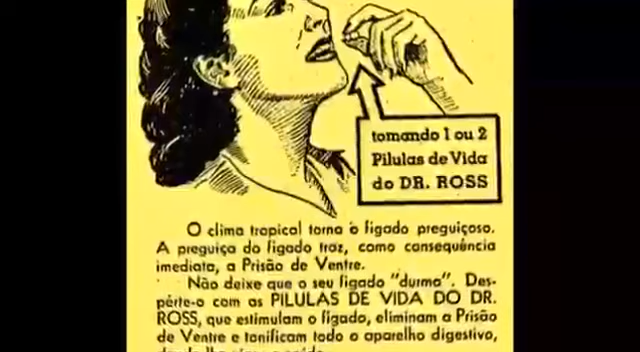 tomando 1 ou 2
Pilulas de Vida
do DR. ROSS
O clima tropical torna o fígado preguiçoso.
A preguiça do fígado traz, como consequência
imediata, a Prisão de Ventre.
Não deixe que o seu fígado "durma". Des-
pérte-o com as PILULAS DE VIDA DO DR.
ROSS, que estimulam o fígado, eliminam a Prisão
de Ventre e tonificam todo o aparelho digestivo,